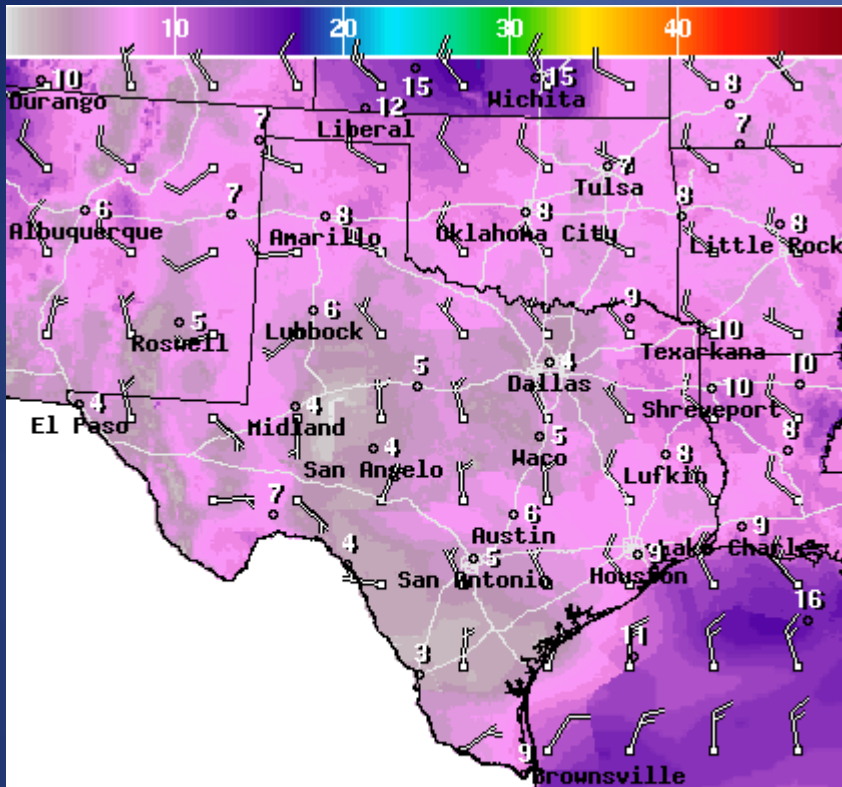 10 20 30 40
10 15 2
15
Durango 12 Wichita 8
Liberal
7 7
7
Tulsa
6 7 8 8 8 8
Albuquerque Amarillo Oklahoma City Little Rock
5 6 9
Roswell Lubbock 10
Texarkana
5 4 10
Dallas 10
4 4 Shreveport
El Paso Midland
4 5 8 8
San Angelo Waco Lufkin
7 6 9
Austin
4 5 9 Lake Charles
San Antonio Houston
16
3 11
9
Brownsville